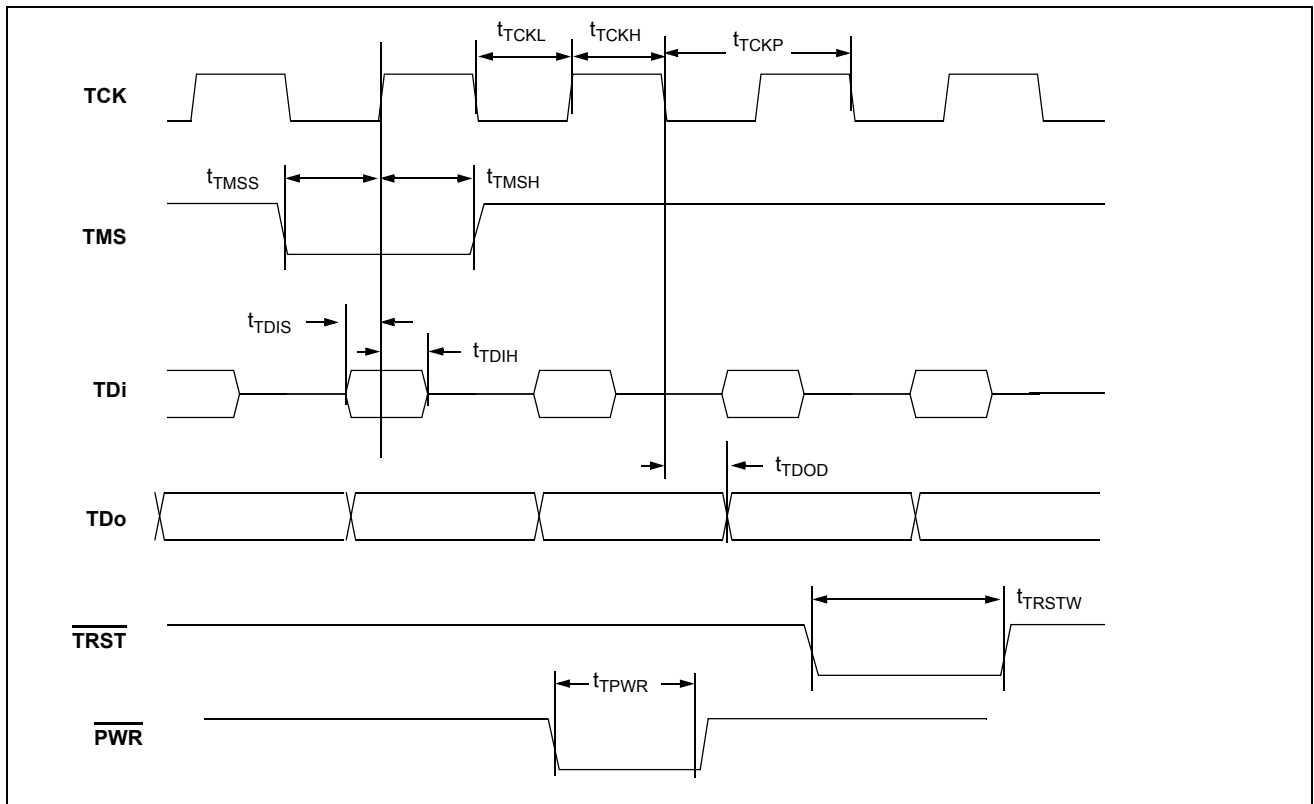 tTCKL
tTCKH
tTCKP
TCK
tTMSS
tTMSH
TMS
tTDIS
tTDIH
TDi
tTDOD
TDo
tTRSTW
TRST
tTPWR
PWR